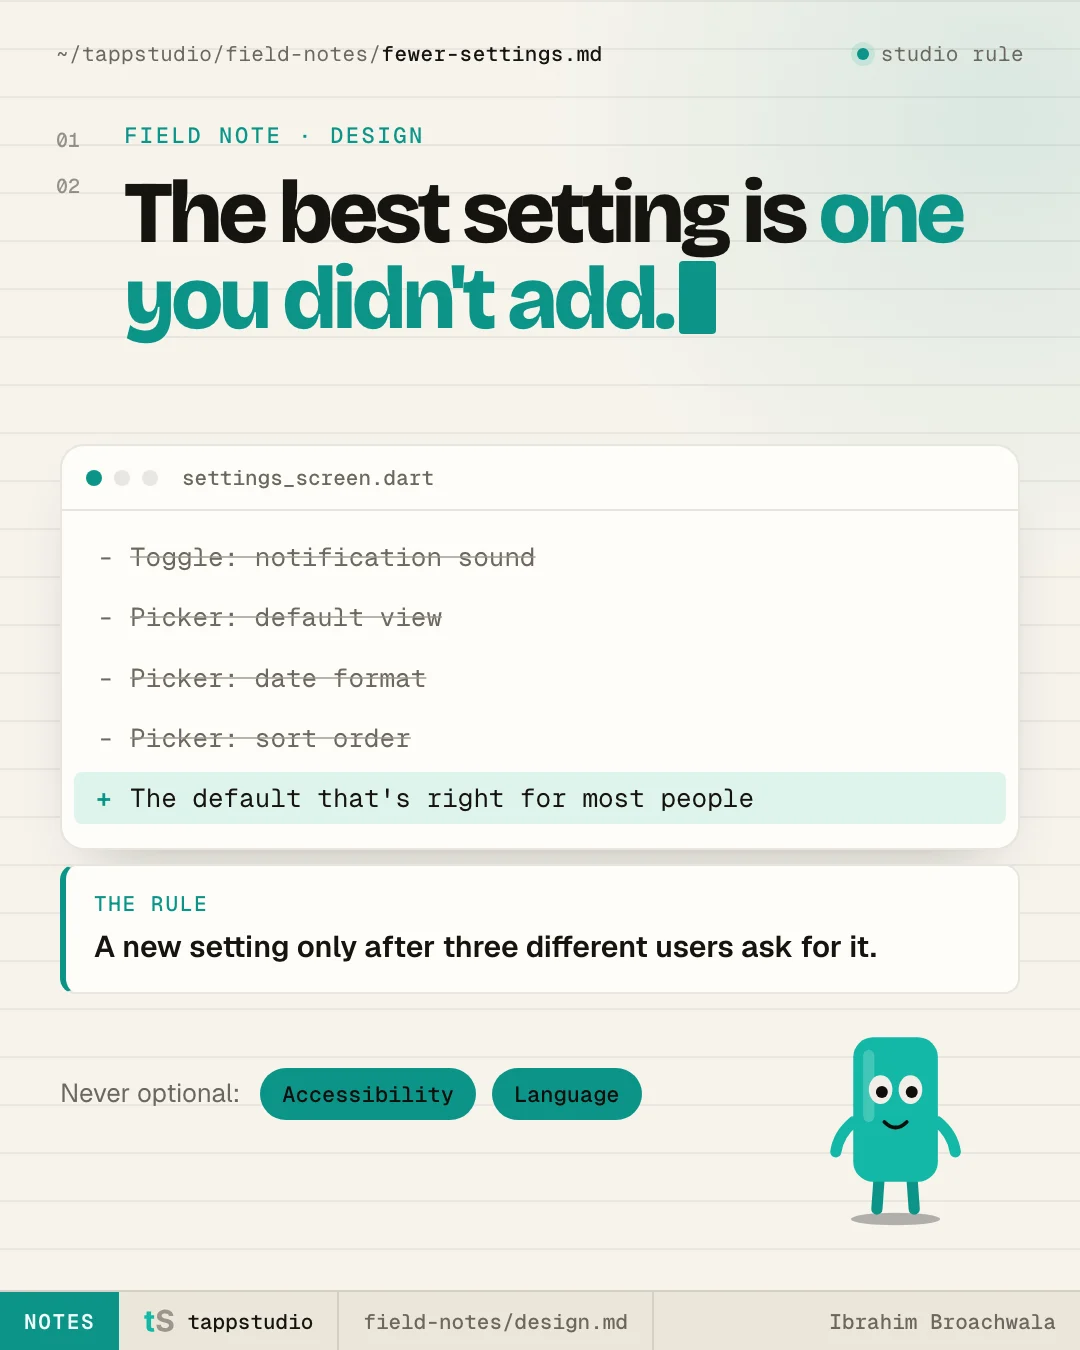 ~/tappstudio/field-notes/fewer-settings.md
studio rule
01
FIELD NOTE · DESIGN
02
The best setting is one
you didn't add.
settings_screen.dart
- Toggle: notification sound
- Picker: default view
- Picker: date format
- Picker: sort order
+ The default that's right for most people
THE RULE
A new setting only after three different users ask for it.
Never optional: Accessibility Language
NOTES
tS tappstudio
field-notes/design.md
Ibrahim Broachwala